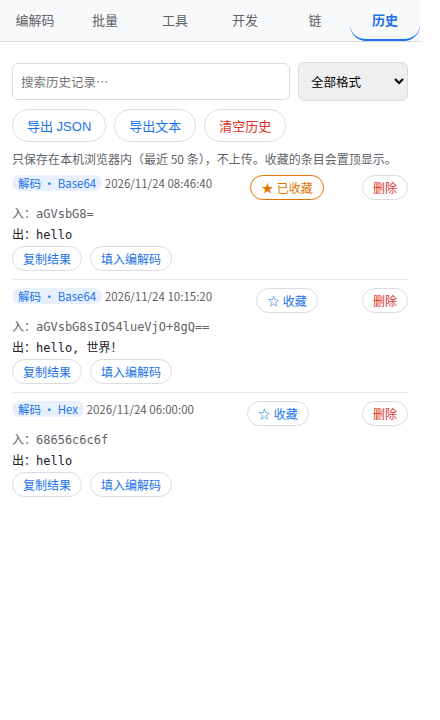 编解码 批量 工具 开发 链 历史
搜索历史记录… 全部格式
导出 JSON 导出文本 清空历史
只保存在本机浏览器内（最近 50 条），不上传。收藏的条目会置顶显示。
解码 · Base64 2026/11/24 08:46:40 ★ 已收藏 删除
入: aGVsbG8=
出: hello
复制结果 填入编解码
解码 · Base64 2026/11/24 10:15:20 ☆ 收藏 删除
入: aGVsbG8sIOS4lueVjO+8gQ==
出: hello, 世界！
复制结果 填入编解码
解码 · Hex 2026/11/24 06:00:00 ☆ 收藏 删除
入: 68656c6c6f
出: hello
复制结果 填入编解码